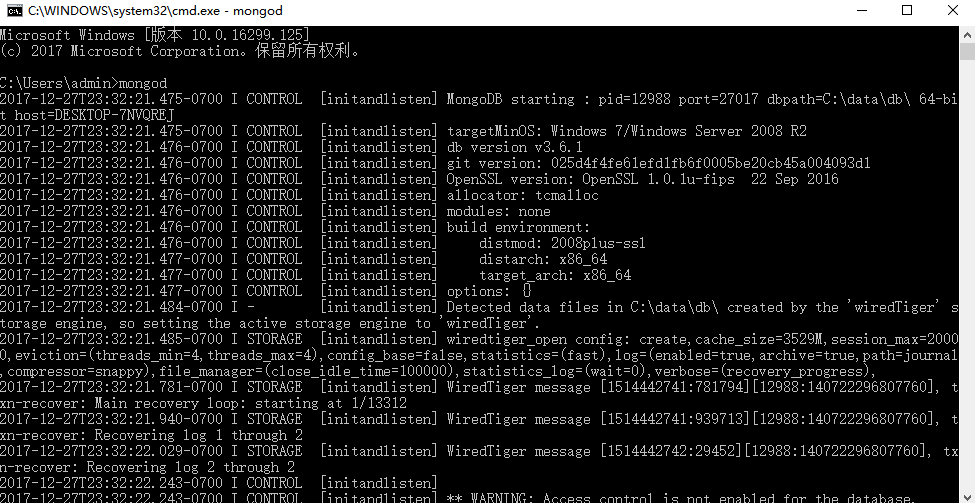 C:\WINDOWS\system32\cmd.exe - mongod
Microsoft Windows [版本 10.0.16299.125]
(c) 2017 Microsoft Corporation。保留所有权利。
C:\Users\admin>mongod
2017-12-27T23:32:21.475-0700 I CONTROL  [initandlisten] MongoDB starting : pid=12988 port=27017 dbpath=C:\data\db\ 64-bi
t host=DESKTOP-7NVQREJ
2017-12-27T23:32:21.475-0700 I CONTROL  [initandlisten] targetMinOS: Windows 7/Windows Server 2008 R2
2017-12-27T23:32:21.476-0700 I CONTROL  [initandlisten] db version v3.6.1
2017-12-27T23:32:21.476-0700 I CONTROL  [initandlisten] git version: 025d4f4fe61efd1fb6f0005be20cb45a004093d1
2017-12-27T23:32:21.476-0700 I CONTROL  [initandlisten] OpenSSL version: OpenSSL 1.0.1u-fips  22 Sep 2016
2017-12-27T23:32:21.476-0700 I CONTROL  [initandlisten] allocator: tcmalloc
2017-12-27T23:32:21.476-0700 I CONTROL  [initandlisten] modules: none
2017-12-27T23:32:21.476-0700 I CONTROL  [initandlisten] build environment:
2017-12-27T23:32:21.476-0700 I CONTROL  [initandlisten]     distmod: 2008plus-ssl
2017-12-27T23:32:21.477-0700 I CONTROL  [initandlisten]     distarch: x86_64
2017-12-27T23:32:21.477-0700 I CONTROL  [initandlisten]     target_arch: x86_64
2017-12-27T23:32:21.477-0700 I CONTROL  [initandlisten] options: {}
2017-12-27T23:32:21.484-0700 I -        [initandlisten] Detected data files in C:\data\db\ created by the 'wiredTiger' s
torage engine, so setting the active storage engine to 'wiredTiger'.
2017-12-27T23:32:21.485-0700 I STORAGE  [initandlisten] wiredtiger_open config: create,cache_size=3529M,session_max=2000
0,eviction=(threads_min=4,threads_max=4),config_base=false,statistics=(fast),log=(enabled=true,archive=true,path=journal
,compressor=snappy),file_manager=(close_idle_time=100000),statistics_log=(wait=0),verbose=(recovery_progress),
2017-12-27T23:32:21.781-0700 I STORAGE  [initandlisten] WiredTiger message [1514442741:781794][12988:140722296807760], t
xn-recover: Main recovery loop: starting at 1/13312
2017-12-27T23:32:21.940-0700 I STORAGE  [initandlisten] WiredTiger message [1514442741:939713][12988:140722296807760], t
xn-recover: Recovering log 1 through 2
2017-12-27T23:32:22.029-0700 I STORAGE  [initandlisten] WiredTiger message [1514442742:29452][12988:140722296807760], tx
n-recover: Recovering log 2 through 2
2017-12-27T23:32:22.243-0700 I CONTROL  [initandlisten]
2017-12-27T23:32:22.243-0700 I CONTROL  [initandlisten] ** WARNING: Access control is not enabled for the database.